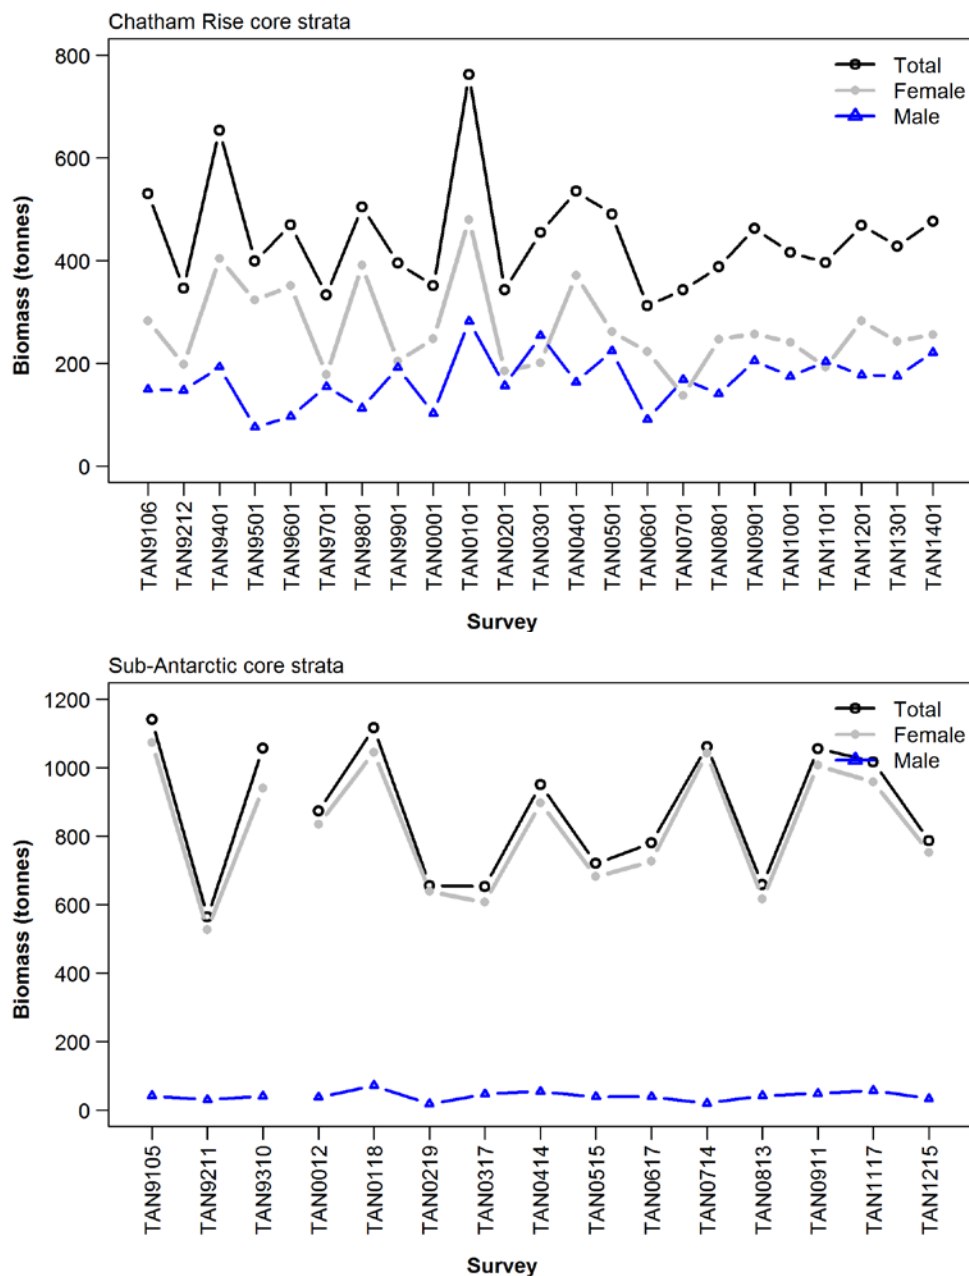 Chatham Rise core strata
800
600
400
200
0
Biomass (tonnes)
Total
Female
Male
TAN9106
TAN9212
TAN9401
TAN9501
TAN9601
TAN9701
TAN9801
TAN9901
TAN0001
TAN0101
TAN0201
TAN0301
TAN0401
TAN0501
TAN0601
TAN0701
TAN0801
TAN0901
TAN1001
TAN1101
TAN1201
TAN1301
TAN1401
Survey
Sub-Antarctic core strata
1200
1000
800
600
400
200
0
Biomass (tonnes)
Total
Female
Male
TAN9105
TAN9211
TAN9310
TAN0012
TAN0118
TAN0219
TAN0317
TAN0414
TAN0515
TAN0617
TAN0714
TAN0813
TAN0911
TAN1117
TAN1215
Survey